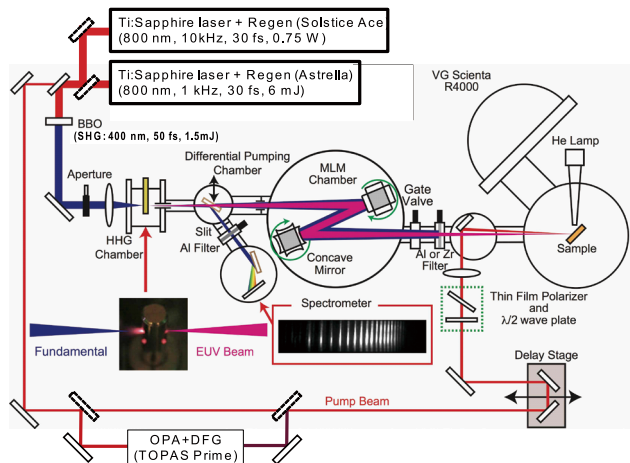 Ti:Sapphire laser + Regen (Solstice Ace)
(800 nm, 10kHz, 30 fs, 0.75 W)
Ti:Sapphire laser + Regen (Astrella)
(800 nm, 1 kHz, 30 fs, 6 mJ)
VG Scienta
R4000
BBO
(SHG: 400 nm, 50 fs, 1.5mJ)
He Lamp
Differential Pumping
Chamber
MLM
Chamber
Aperture
Gate
Valve
Slit
Al Filter
HHG
Chamber
Concave
Mirror
Al or Zr
Filter
Sample
Spectrometer
Thin Film Polarizer
and
λ/2 wave plate
Fundamental
EUV Beam
Delay Stage
Pump Beam
OPA+DFG
(TOPAS Prime)